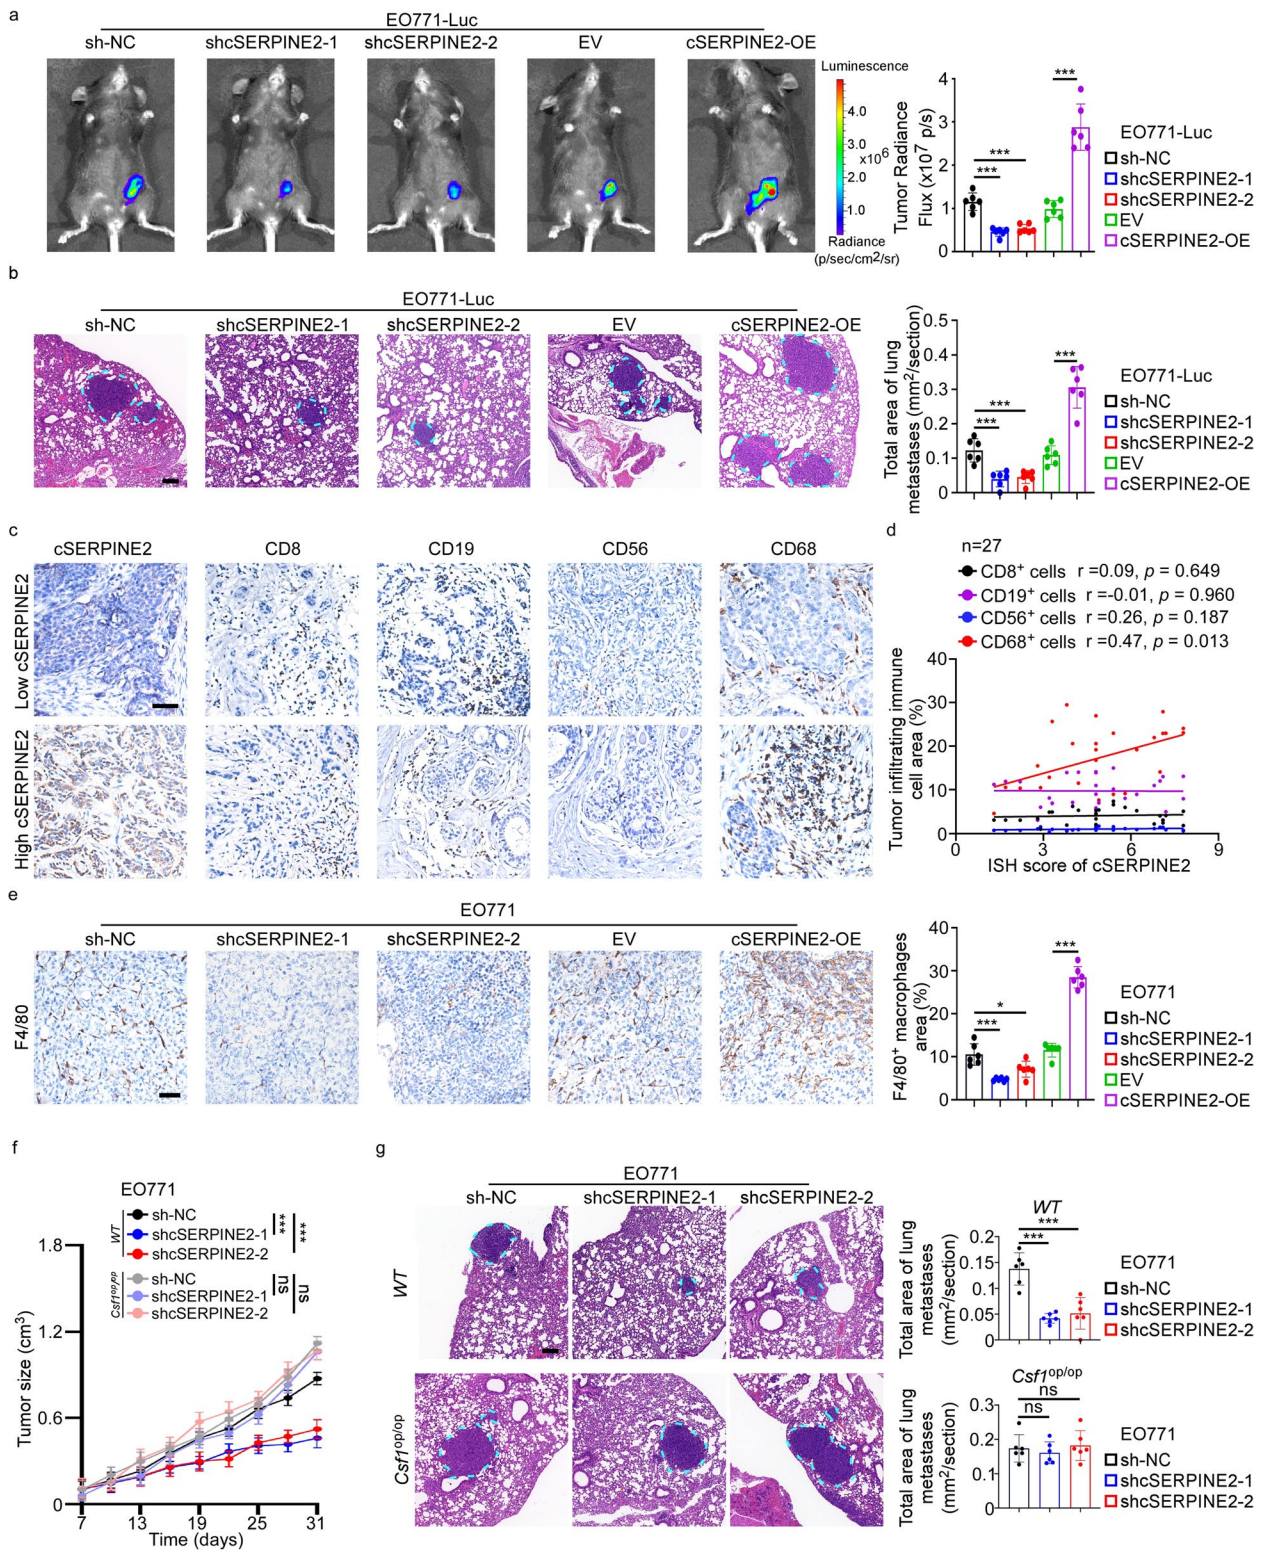 a
EO771-Luc
sh-NC shcSERPINE2-1 shcSERPINE2-2 EV cSERPINE2-OE
Luminescence
4.0
3.0
x10⁶
2.0
1.0
Radiance
(p/sec/cm2/sr)
Tumor Radiance
Flux (x10⁷ p/s)
4
3
2
1
0
***
***
***
EO771-Luc
sh-NC
shcSERPINE2-1
shcSERPINE2-2
EV
cSERPINE2-OE
b
EO771-Luc
sh-NC shcSERPINE2-1 shcSERPINE2-2 EV cSERPINE2-OE
Total area of lung
metastases (mm²/section)
0.5
0.4
0.3
0.2
0.1
0
***
***
***
EO771-Luc
sh-NC
shcSERPINE2-1
shcSERPINE2-2
EV
cSERPINE2-OE
c
cSERPINE2 CD8 CD19 CD56 CD68
Low cSERPINE2
High cSERPINE2
d
n=27
CD8⁺ cells r =0.09, p = 0.649
CD19⁺ cells r =-0.01, p = 0.960
CD56⁺ cells r =0.26, p = 0.187
CD68⁺ cells r =0.47, p = 0.013
Tumor infiltrating immune
cell area (%)
40
30
20
10
0
0 3 6 9
ISH score of cSERPINE2
e
EO771
sh-NC shcSERPINE2-1 shcSERPINE2-2 EV cSERPINE2-OE
F4/80
F4/80⁺ macrophages
area (%)
40
30
20
10
0
***
*
***
EO771
sh-NC
shcSERPINE2-1
shcSERPINE2-2
EV
cSERPINE2-OE
f
EO771
WT
sh-NC
shcSERPINE2-1
shcSERPINE2-2
***
***
Csf1op/op
sh-NC
shcSERPINE2-1
shcSERPINE2-2
ns
ns
Tumor size (cm³)
1.8
1.2
0.6
0
7 13 19 25 31
Time (days)
g
EO771
sh-NC shcSERPINE2-1 shcSERPINE2-2
WT
Csf1op/op
WT
Total area of lung
metastases
(mm²/section)
0.2
0.15
0.1
0.05
0
***
***
EO771
sh-NC
shcSERPINE2-1
shcSERPINE2-2
Csf1op/op
Total area of lung
metastases
(mm²/section)
0.3
0.2
0.1
0
ns
ns
EO771
sh-NC
shcSERPINE2-1
shcSERPINE2-2